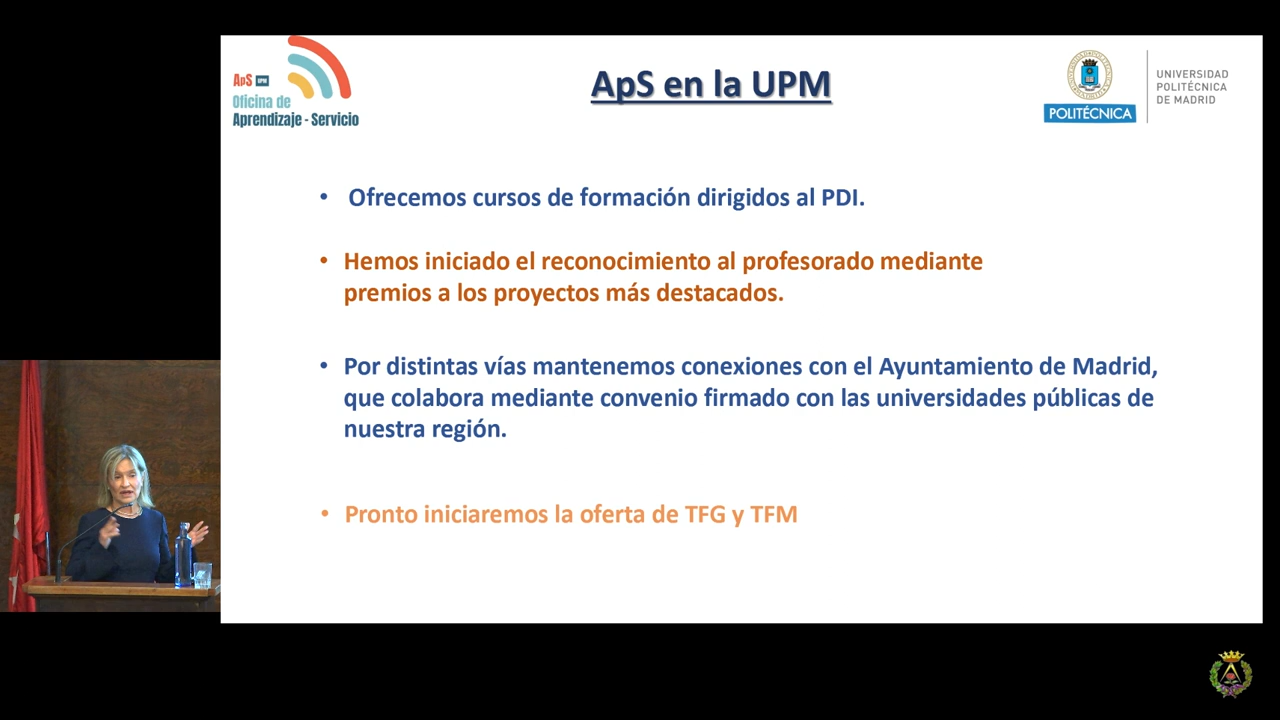 ApS UPM
Oficina de
Aprendizaje - Servicio
ApS en la UPM
POLITÉCNICA
UNIVERSIDAD
POLITÉCNICA
DE MADRID
• Ofrecemos cursos de formación dirigidos al PDI.
• Hemos iniciado el reconocimiento al profesorado mediante
premios a los proyectos más destacados.
• Por distintas vías mantenemos conexiones con el Ayuntamiento de Madrid,
que colabora mediante convenio firmado con las universidades públicas de
nuestra región.
• Pronto iniciaremos la oferta de TFG y TFM